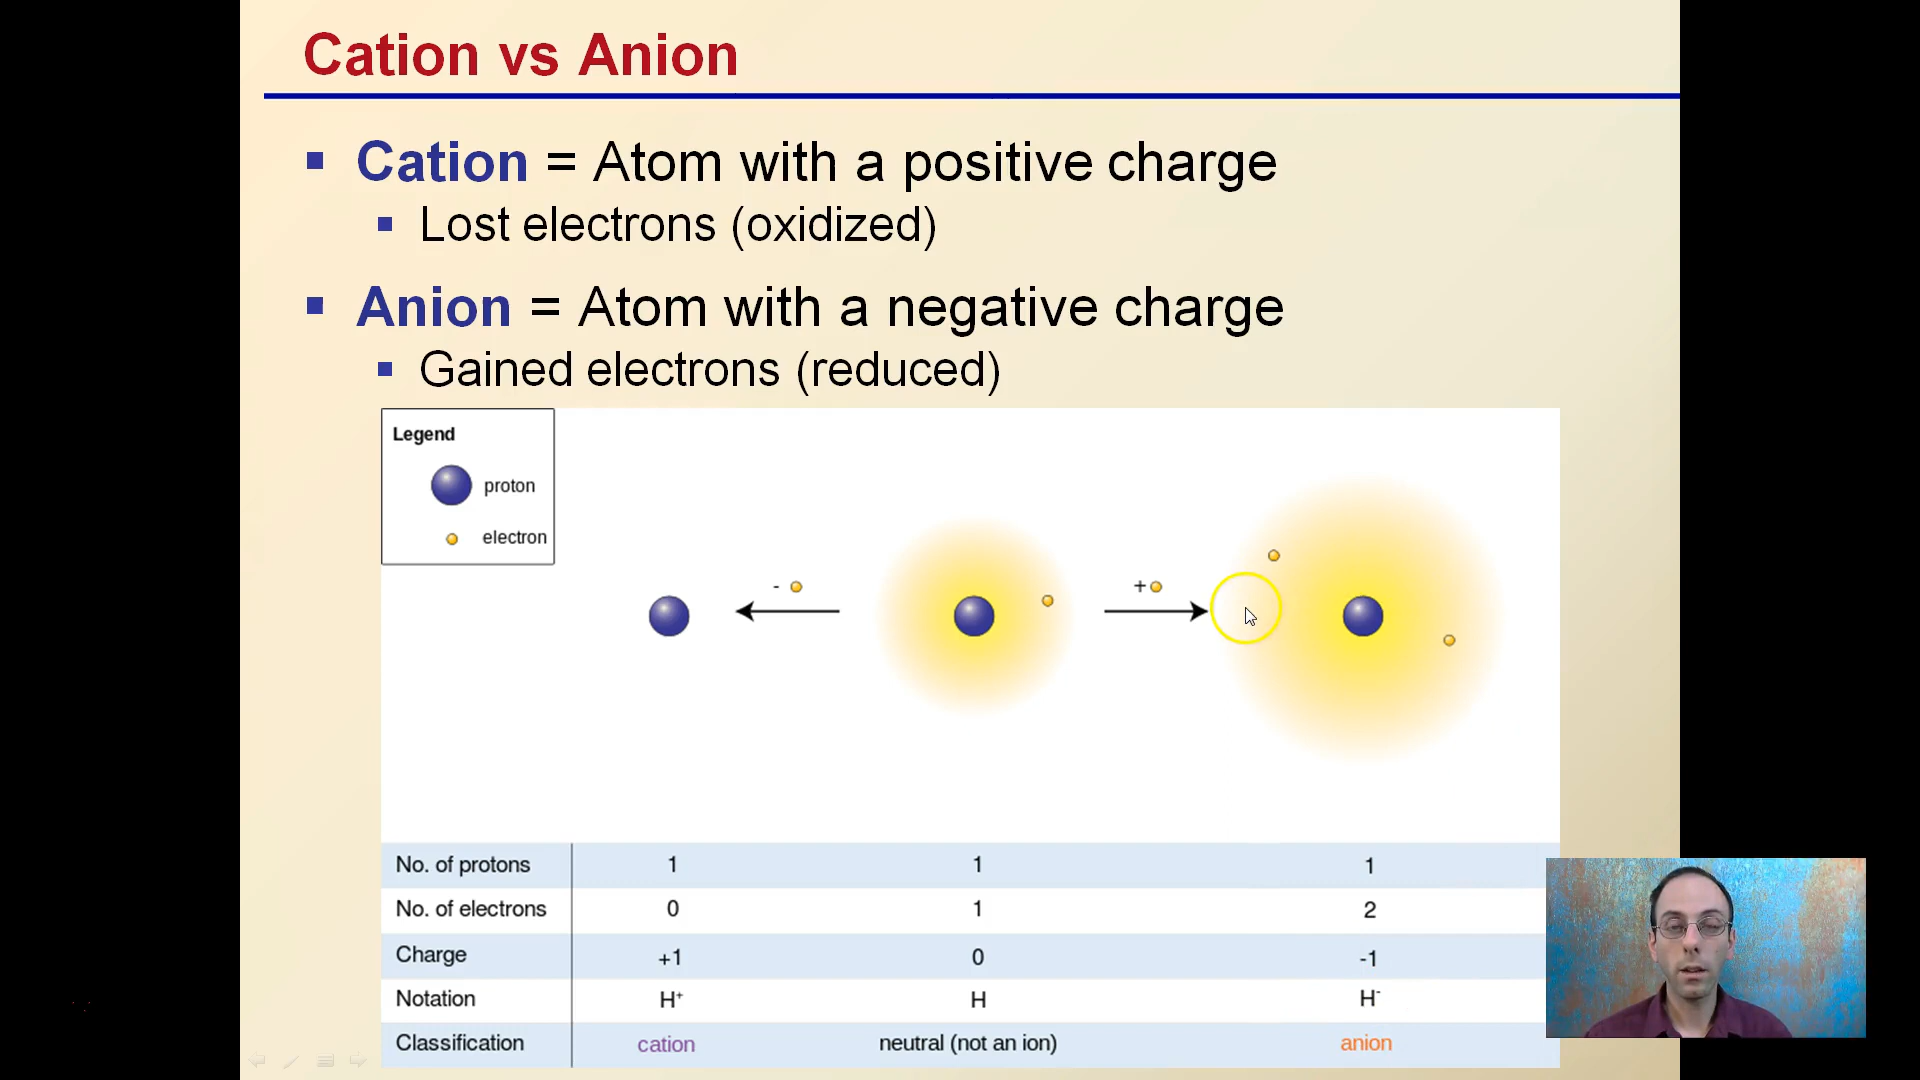 Cation vs Anion
Cation = Atom with a positive charge
Lost electrons (oxidized)
Anion = Atom with a negative charge
Gained electrons (reduced)
Legend
proton
electron
-
+
No. of protons 1 1 1
No. of electrons 0 1 2
Charge +1 0 -1
Notation H⁺ H H⁻
Classification cation neutral (not an ion) anion